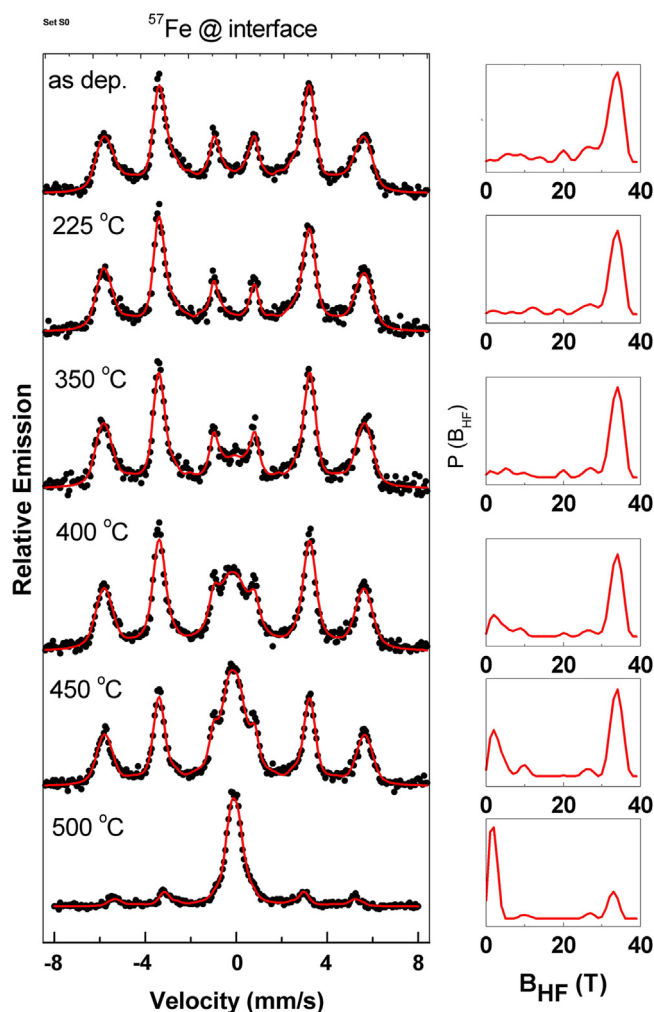 Set S0
57Fe @ interface
as dep.
225 °C
350 °C
400 °C
450 °C
500 °C
Relative Emission
-8 -4 0 4 8
Velocity (mm/s)
0 20 40
0 20 40
0 20 40
0 20 40
0 20 40
0 20 40
P (BHF)
BHF (T)